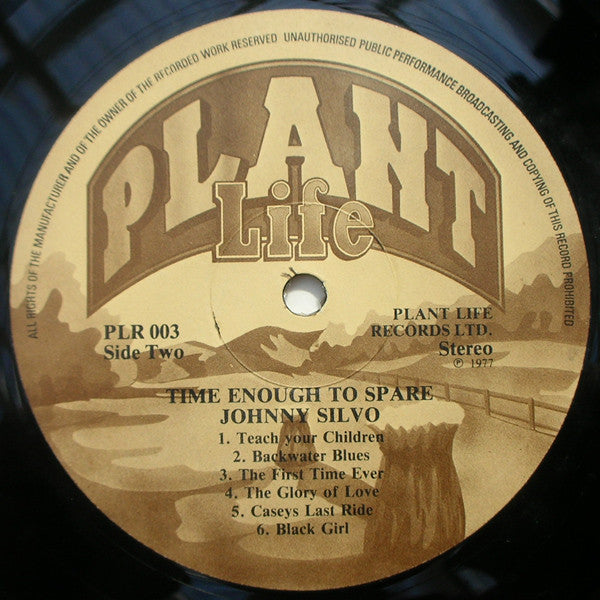 ALL RIGHTS OF THE MANUFACTURER AND OF THE OWNER OF THE RECORDED WORK RESERVED UNAUTHORISED PUBLIC PERFORMANCE BROADCASTING AND COPYING OF THIS RECORD PROHIBITED
PLANT
Life
PLR 003
Side Two
PLANT LIFE
RECORDS LTD.
Stereo
℗ 1977
TIME ENOUGH TO SPARE
JOHNNY SILVO
1. Teach your Children
2. Backwater Blues
3. The First Time Ever
4. The Glory of Love
5. Caseys Last Ride
6. Black Girl